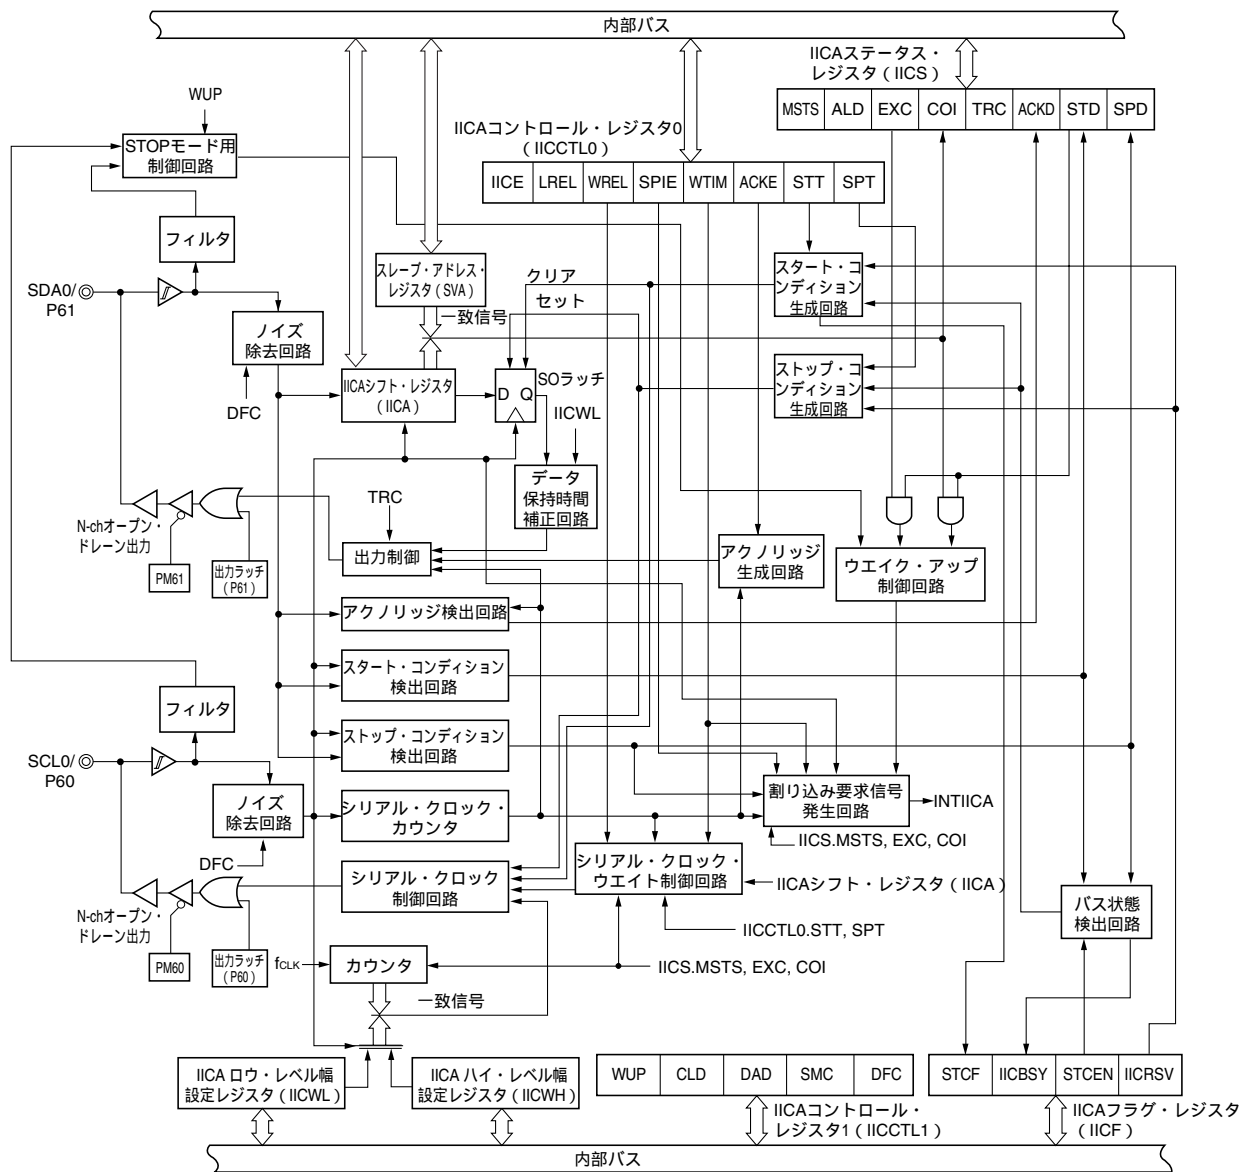 内部バス
IICAステータス・
レジスタ（IICS）
MSTS ALD EXC COI TRC ACKD STD SPD
WUP
STOPモード用
制御回路
IICAコントロール・レジスタ0
（IICCTL0）
IICE LREL WREL SPIE WTIM ACKE STT SPT
フィルタ
SDA0/
P61
スレーブ・アドレス・
レジスタ（SVA）
クリア
セット
スタート・コ
ンディション
生成回路
ノイズ
除去回路
一致信号
DFC
IICAシフト・レジスタ
（IICA）
D Q
SOラッチ
IICWL
ストップ・コ
ンディション
生成回路
データ
保持時間
補正回路
TRC
N-chオープン・
ドレーン出力
PM61
出力ラッチ
（P61）
出力制御
アクノリッジ
生成回路
ウエイク・アップ
制御回路
アクノリッジ検出回路
スタート・コンディション
検出回路
フィルタ
ストップ・コンディション
検出回路
SCL0/
P60
ノイズ
除去回路
DFC
シリアル・クロック・
カウンタ
割り込み要求信号
発生回路
INTIICA
IICS.MSTS, EXC, COI
シリアル・クロック
制御回路
シリアル・クロック・
ウエイト制御回路
IICAシフト・レジスタ（IICA）
N-chオープン・
ドレーン出力
PM60
出力ラッチ
（P60）
バス状態
検出回路
IICCTL0.STT, SPT
fCLK
カウンタ
IICS.MSTS, EXC, COI
一致信号
IICA ロウ・レベル幅
設定レジスタ（IICWL）
IICA ハイ・レベル幅
設定レジスタ（IICWH）
WUP CLD DAD SMC DFC
STCF IICBSY STCEN IICRSV
IICAコントロール・
レジスタ1（IICCTL1）
IICAフラグ・レジスタ
（IICF）
内部バス